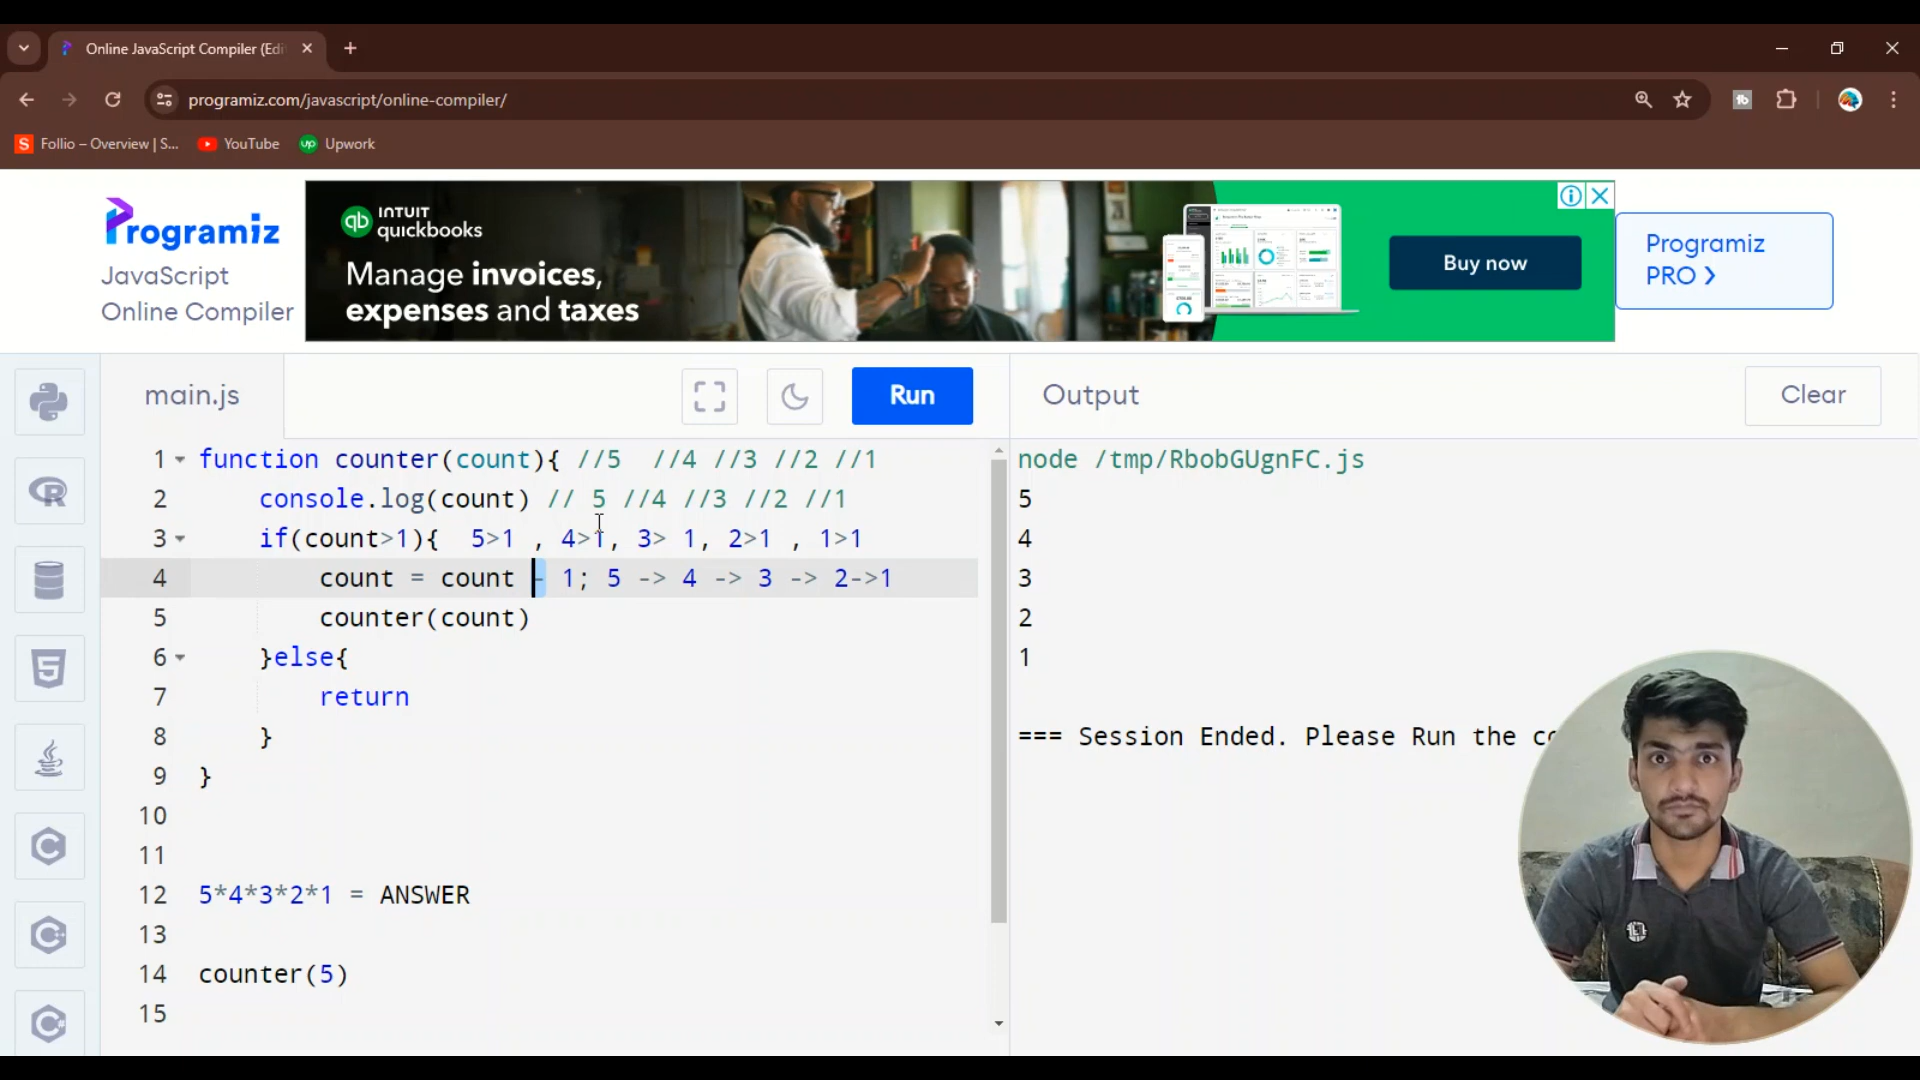 Online JavaScript Compiler (Edi
programiz.com/javascript/online-compiler/
Follio – Overview | S...
YouTube
Upwork
Programiz
JavaScript
Online Compiler
INTUIT
quickbooks
Manage invoices,
expenses and taxes
Buy now
Programiz
PRO ❯
main.js
Run
Output
Clear
1 function counter(count){ //5  //4 //3 //2 //1
2     console.log(count) // 5 //4 //3 //2 //1
3     if(count>1){  5>1 , 4>1, 3> 1, 2>1 , 1>1
4         count = count - 1; 5 -> 4 -> 3 -> 2->1
5         counter(count)
6     }else{
7         return
8     }
9 }
10
11
12 5*4*3*2*1 = ANSWER
13
14 counter(5)
15
node /tmp/RbobGUgnFC.js
5
4
3
2
1
=== Session Ended. Please Run the co